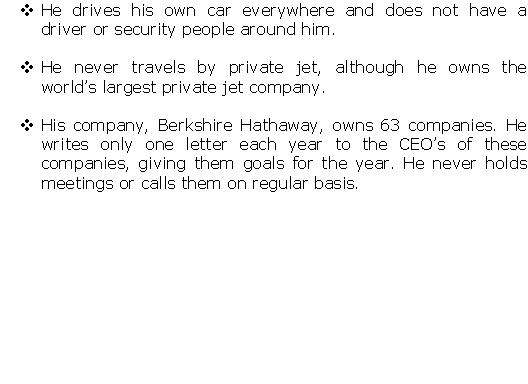 ❖ He drives his own car everywhere and does not have a
driver or security people around him.
❖ He never travels by private jet, although he owns the
world's largest private jet company.
❖ His company, Berkshire Hathaway, owns 63 companies. He
writes only one letter each year to the CEO's of these
companies, giving them goals for the year. He never holds
meetings or calls them on regular basis.